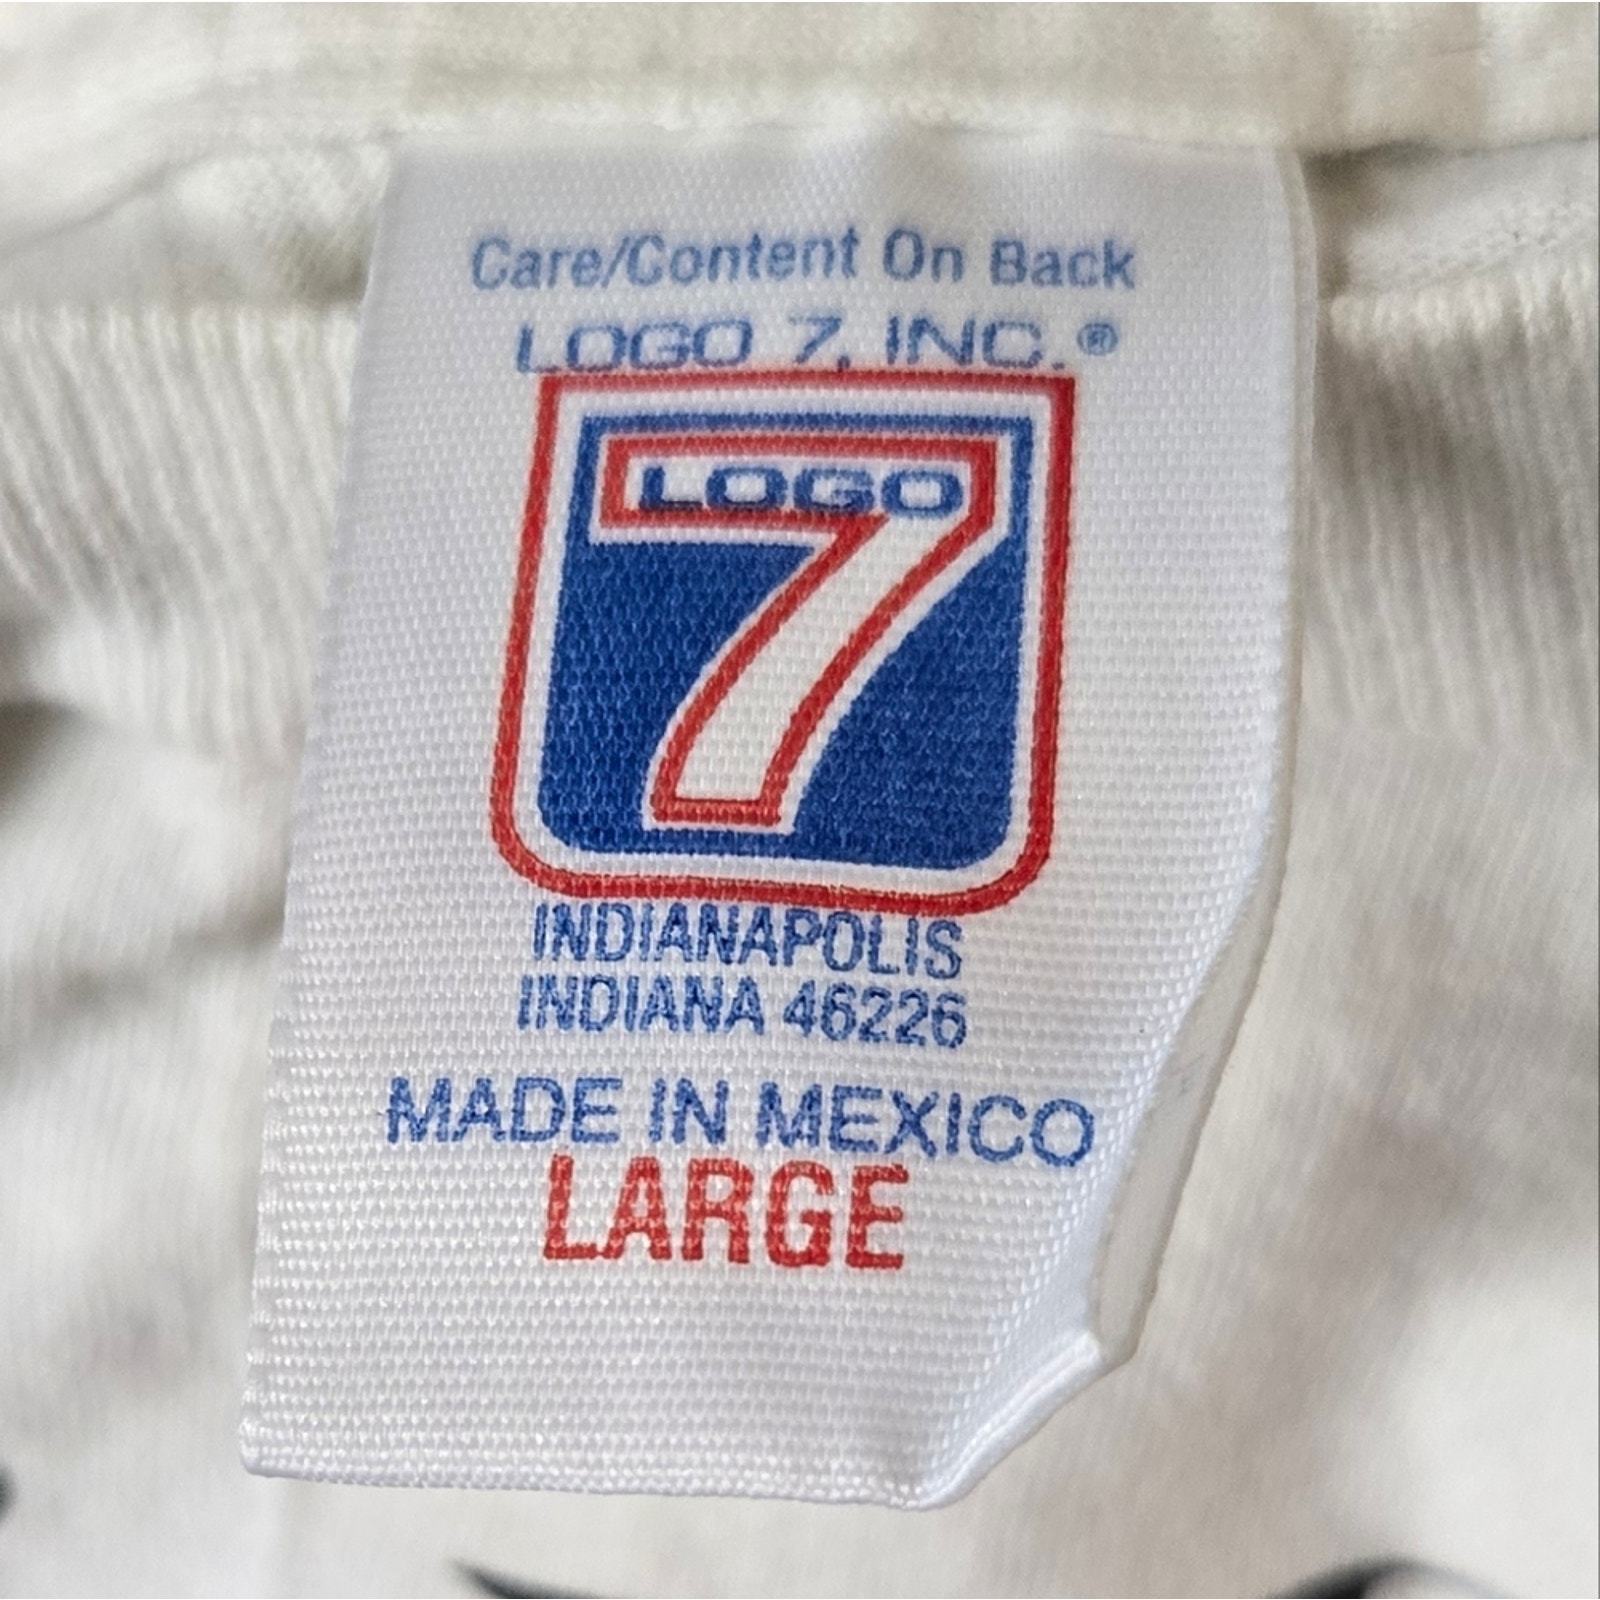 Care/Content On Back
LOGO 7, INC.®
LOGO
7
INDIANAPOLIS
INDIANA 46226
MADE IN MEXICO
LARGE